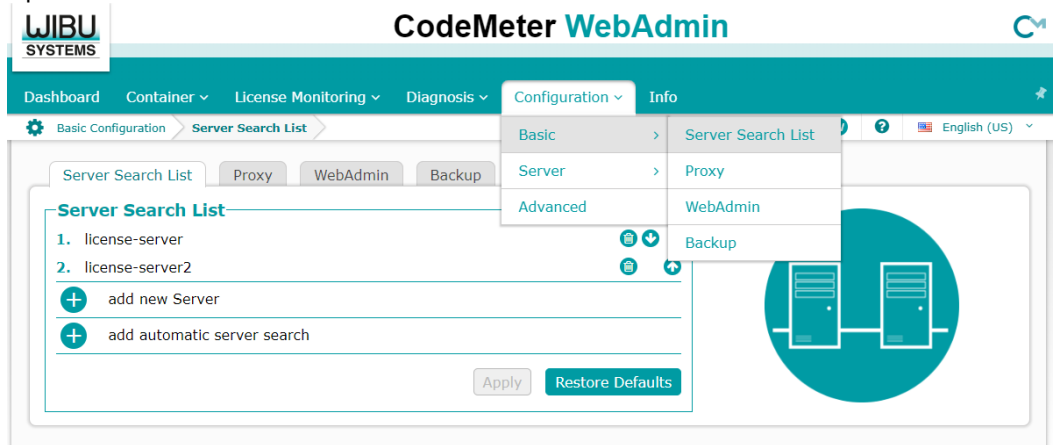 WIBU
SYSTEMS
CodeMeter WebAdmin
Dashboard Container License Monitoring Diagnosis Configuration Info
Basic Configuration Server Search List
English (US)
Basic
Server
Advanced
Server Search List
Proxy
WebAdmin
Backup
Server Search List Proxy WebAdmin Backup
Server Search List
1. license-server
2. license-server2
add new Server
add automatic server search
Apply Restore Defaults